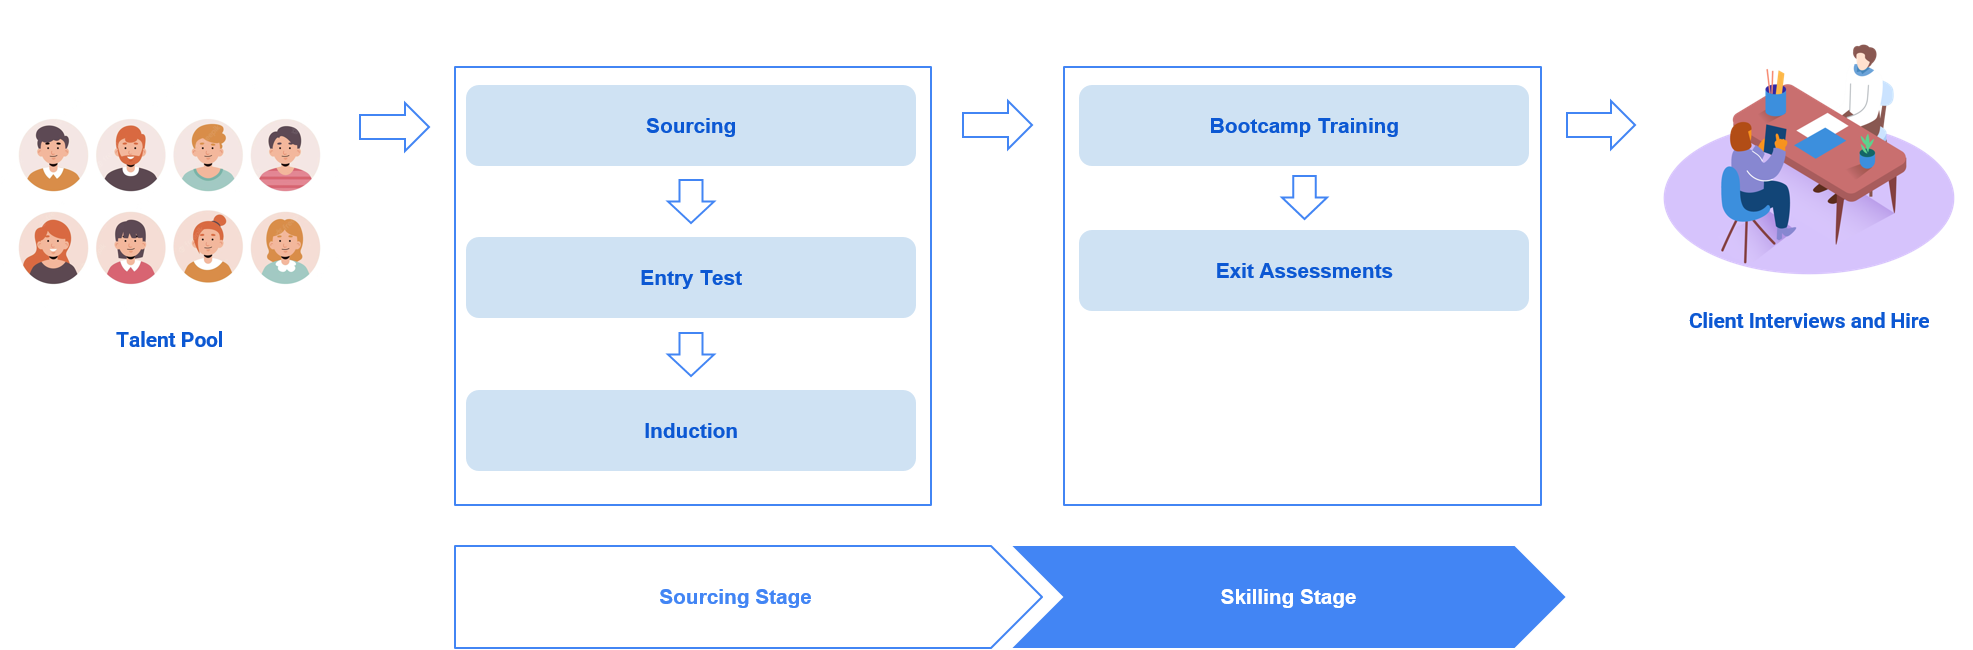 Talent Pool
Sourcing
Entry Test
Induction
Bootcamp Training
Exit Assessments
Client Interviews and Hire
Sourcing Stage
Skilling Stage